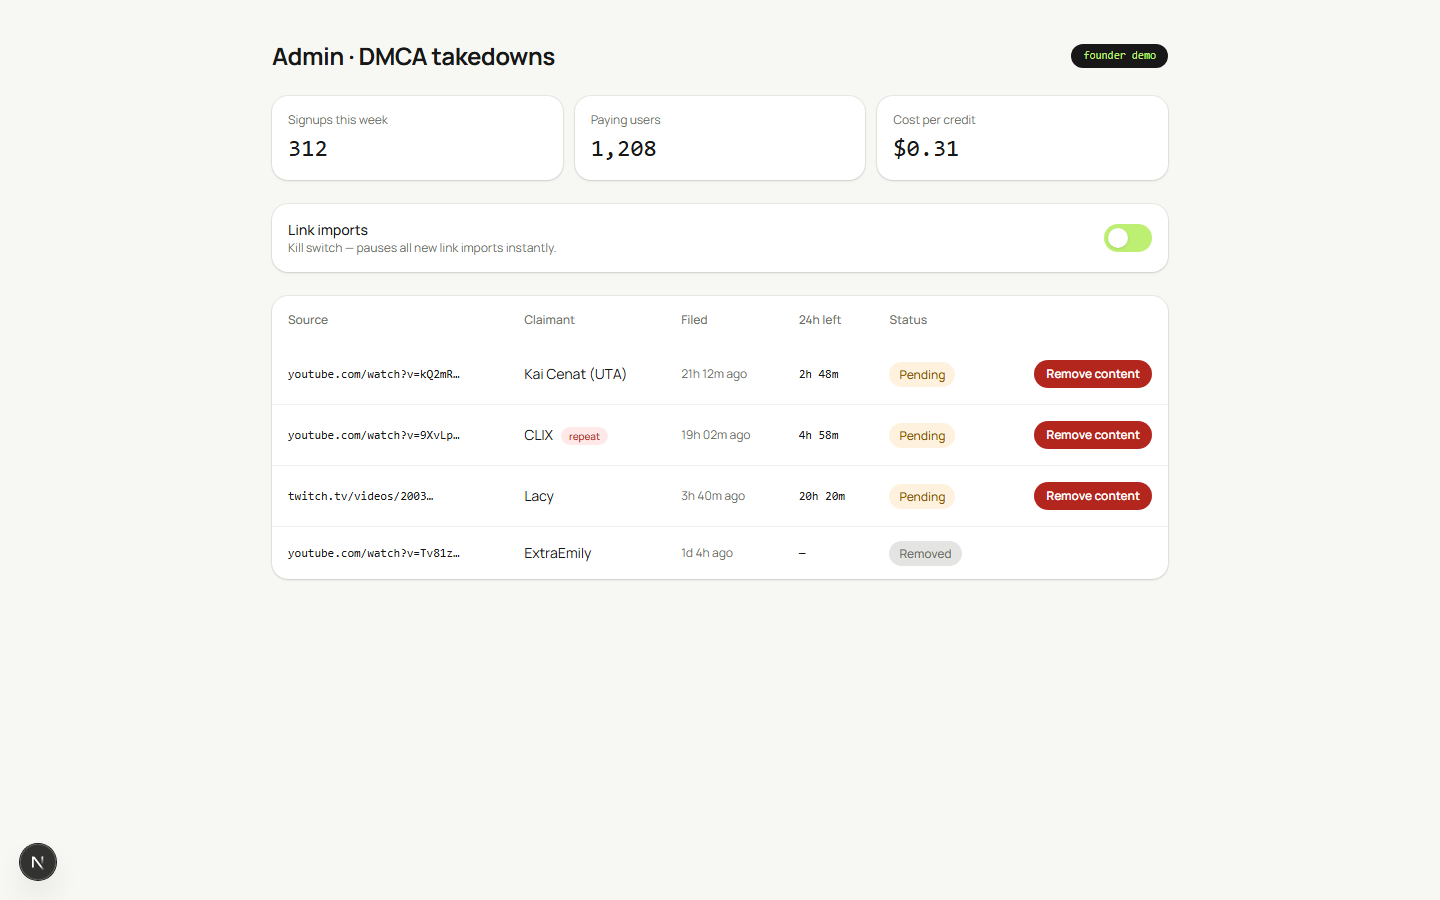 Admin · DMCA takedowns
founder demo
Signups this week
312
Paying users
1,208
Cost per credit
$0.31
Link imports
Kill switch — pauses all new link imports instantly.
Source Claimant Filed 24h left Status
youtube.com/watch?v=kQ2mR… Kai Cenat (UTA) 21h 12m ago 2h 48m Pending Remove content
youtube.com/watch?v=9XvLp… CLIX repeat 19h 02m ago 4h 58m Pending Remove content
twitch.tv/videos/2003… Lacy 3h 40m ago 20h 20m Pending Remove content
youtube.com/watch?v=Tv81z… ExtraEmily 1d 4h ago — Removed
N